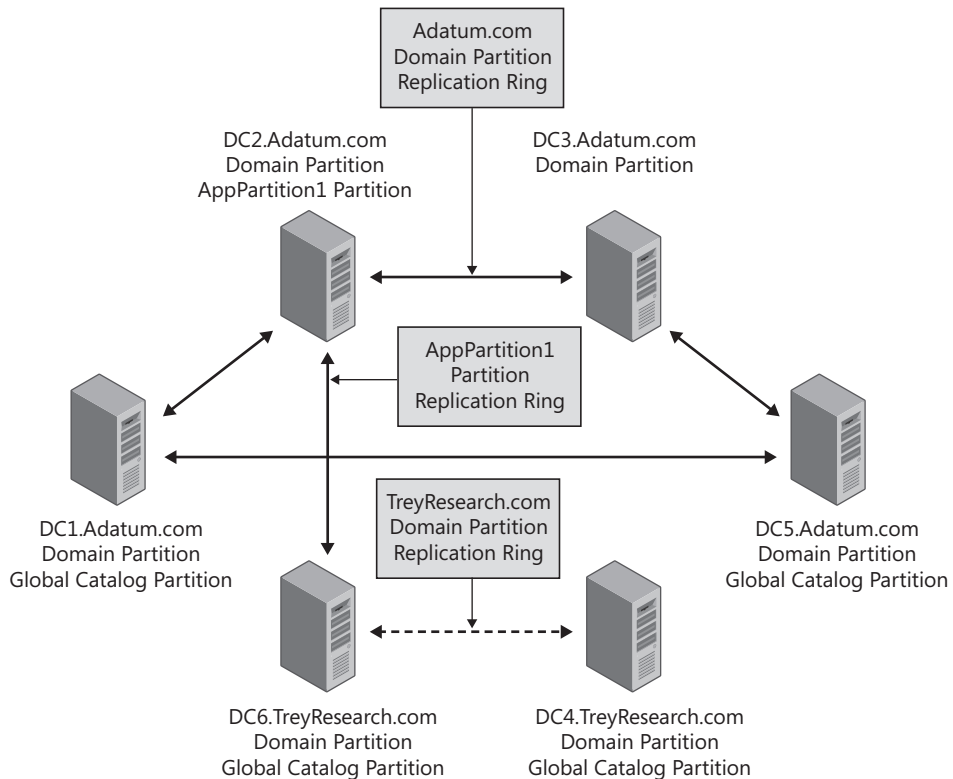 Adatum.com
Domain Partition
Replication Ring
DC2.Adatum.com
Domain Partition
AppPartition1 Partition
DC3.Adatum.com
Domain Partition
AppPartition1
Partition
Replication Ring
DC1.Adatum.com
Domain Partition
Global Catalog Partition
TreyResearch.com
Domain Partition
Replication Ring
DC5.Adatum.com
Domain Partition
Global Catalog Partition
DC6.TreyResearch.com
Domain Partition
Global Catalog Partition
DC4.TreyResearch.com
Domain Partition
Global Catalog Partition